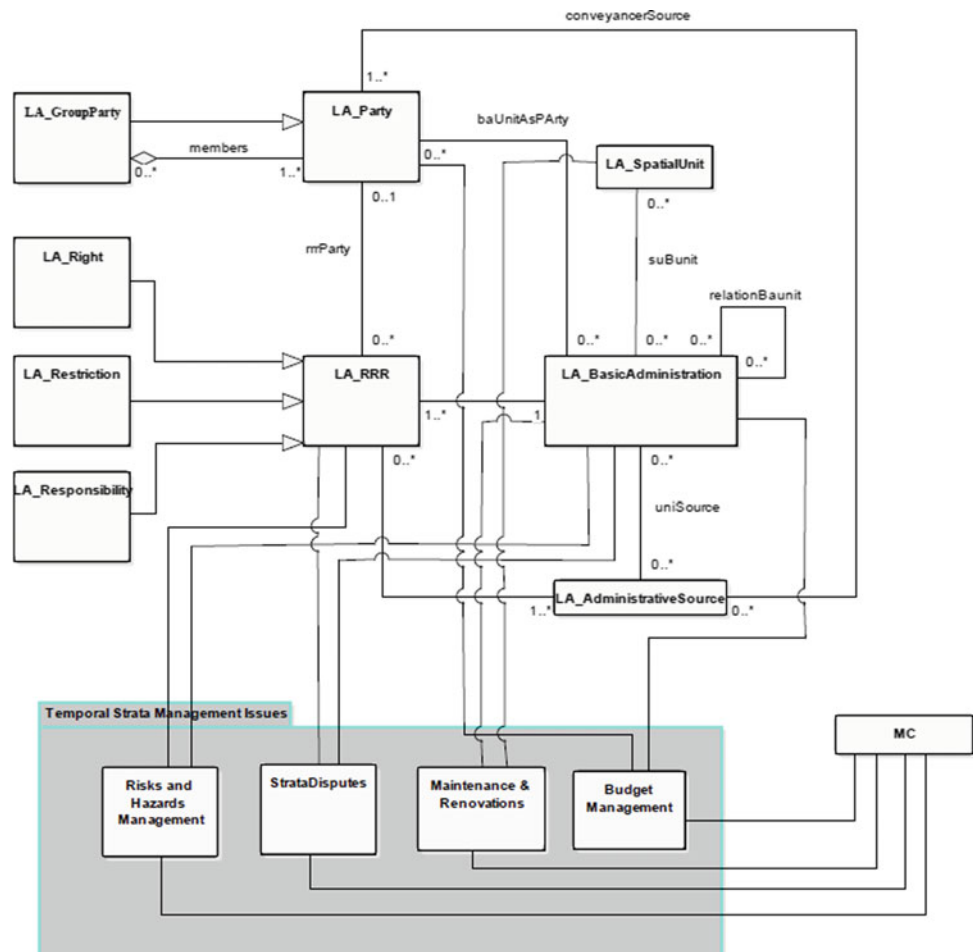 conveyancerSource
1..*
LA_GroupParty
LA_Party
baUnitAsPArty
members
0..*
1..*
0..*
LA_SpatialUnit
0..1
0..*
LA_Right
rrrParty
suBunit
relationBaunit
0..*
0..*
0..*
0..*
0..*
LA_Restriction
LA_RRR
LA_BasicAdministration
1..*
1
0..*
0..*
LA_Responsibility
uniSource
0..*
LA_AdministrativeSource
1..*
0..*
Temporal Strata Management Issues
MC
Risks and
Hazards
Management
StrataDisputes
Maintenance &
Renovations
Budget
Management